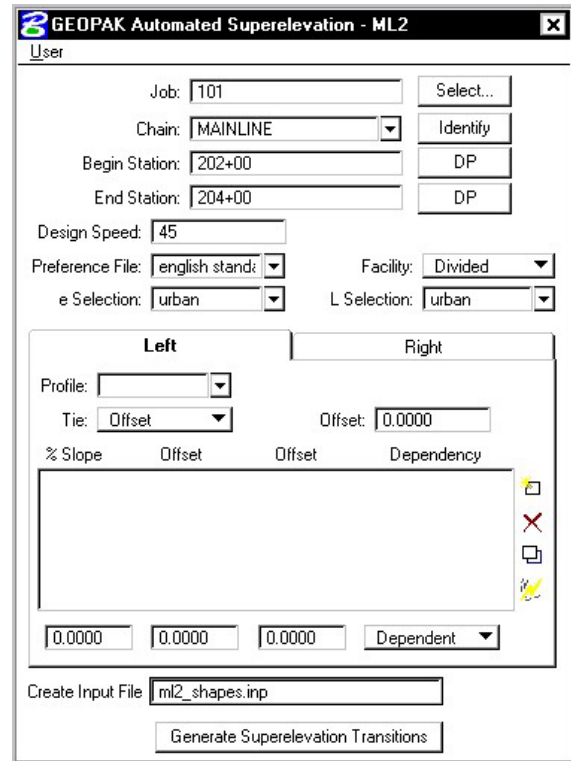 GEOPAK Automated Superelevation - ML2
User
Job: 101 Select...
Chain: MAINLINE Identify
Begin Station: 202+00 DP
End Station: 204+00 DP
Design Speed: 45
Preference File: english standa Facility: Divided
e Selection: urban L Selection: urban
Left Right
Profile:
Tie: Offset Offset: 0.0000
% Slope Offset Offset Dependency
0.0000 0.0000 0.0000 Dependent
Create Input File ml2_shapes.inp
Generate Superelevation Transitions